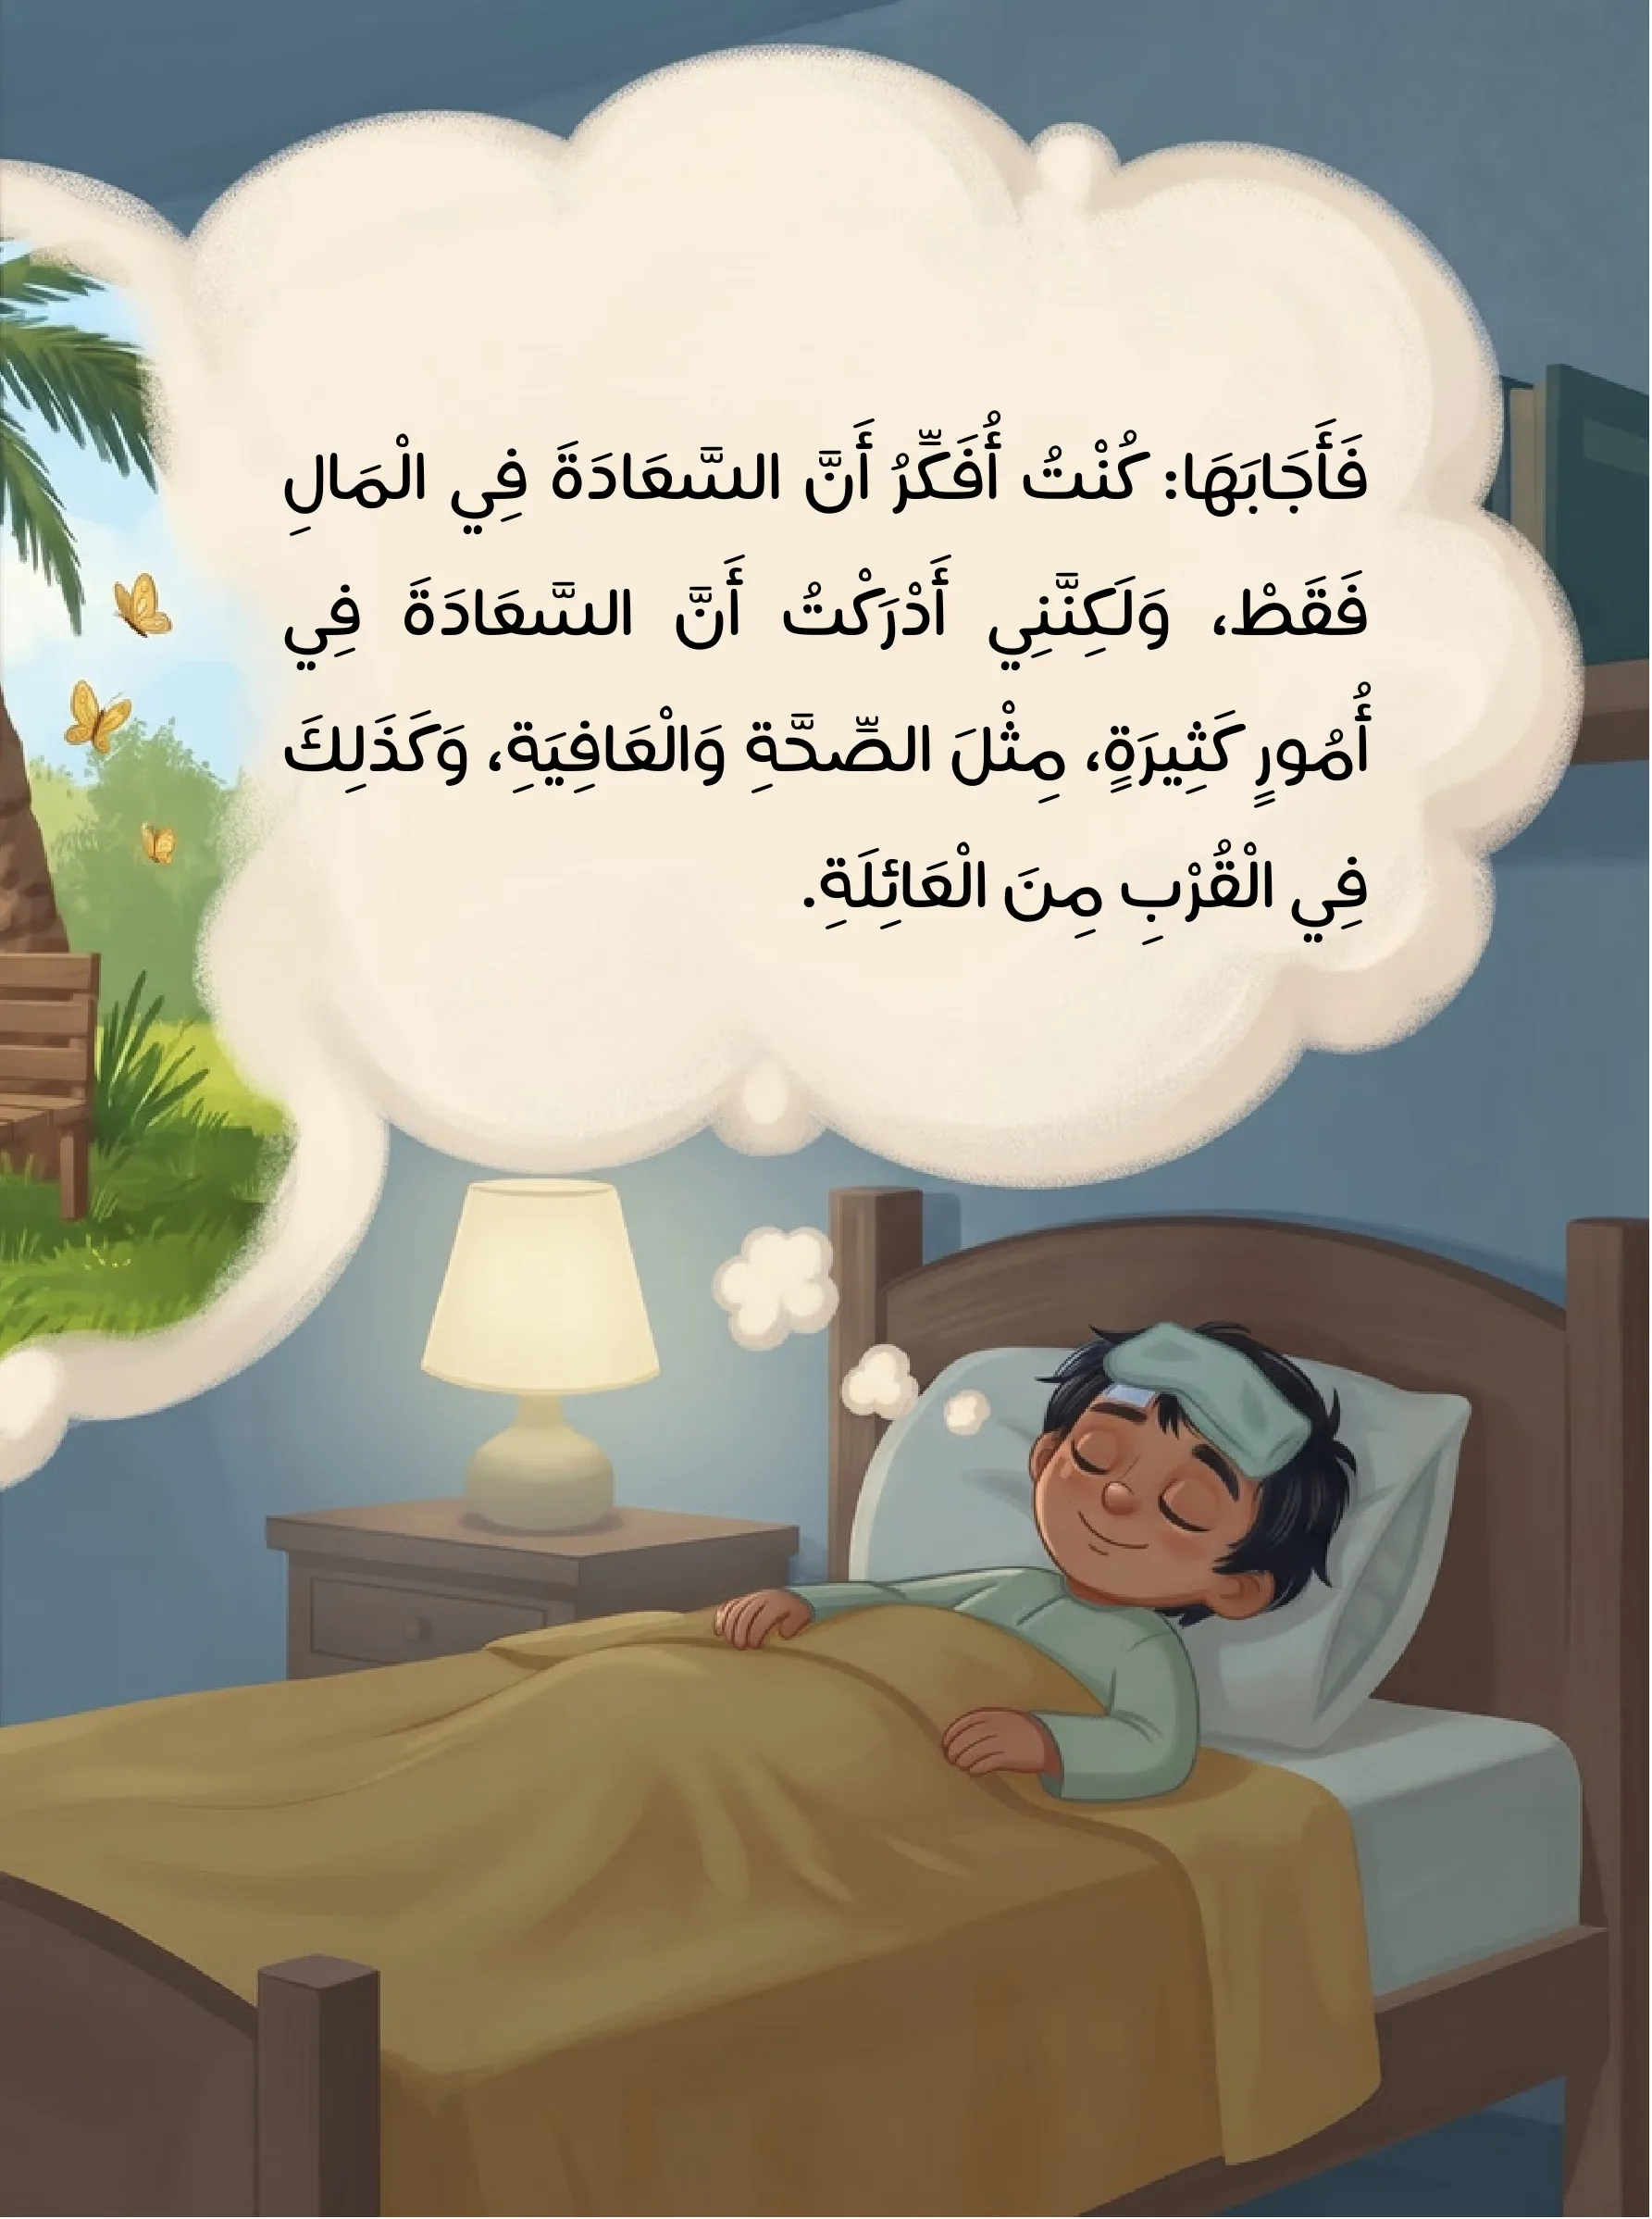 فَأَجَابَهَا: كُنْتُ أُفَكِّرُ أَنَّ السَّعَادَةَ فِي الْمَالِ
فَقَطْ، وَلَكِنَّنِي أَدْرَكْتُ أَنَّ السَّعَادَةَ فِي
أُمُورٍ كَثِيرَةٍ، مِثْلَ الصِّحَّةِ وَالْعَافِيَةِ، وَكَذَلِكَ
فِي الْقُرْبِ مِنَ الْعَائِلَةِ.